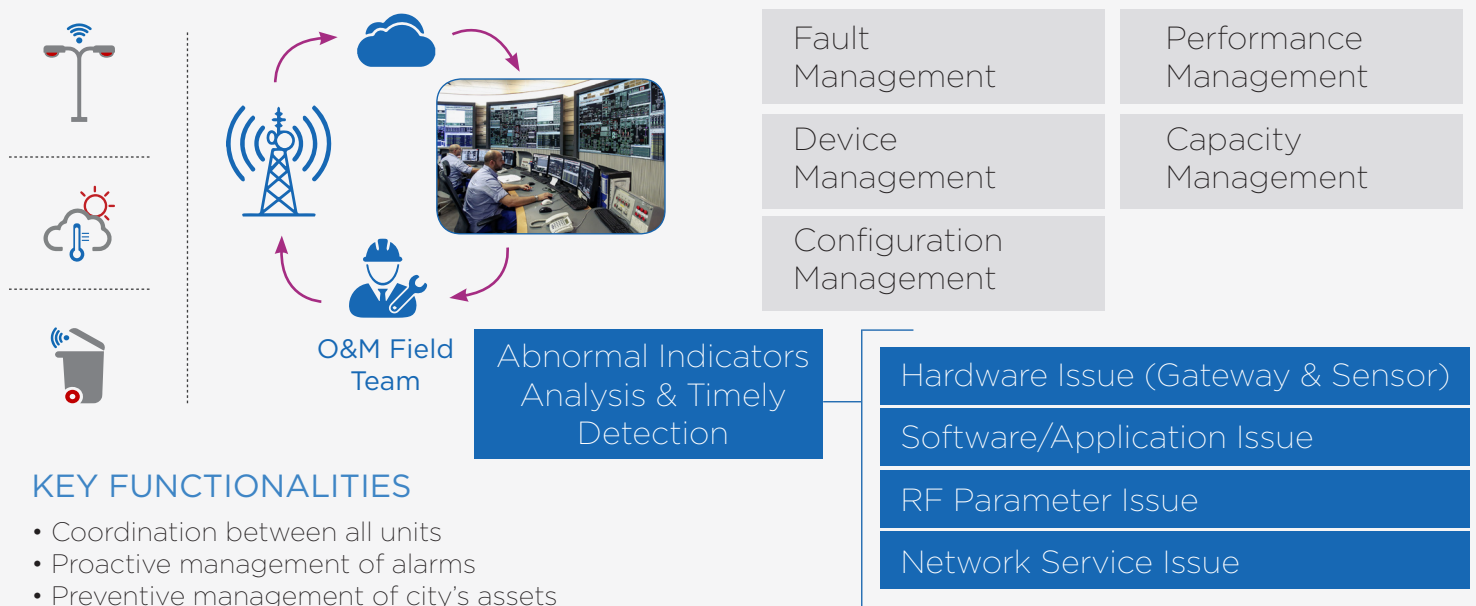 Fault
Management
Performance
Management
Device
Management
Capacity
Management
Configuration
Management
O&M Field
Team
Abnormal Indicators
Analysis & Timely
Detection
Hardware Issue (Gateway & Sensor)
Software/Application Issue
RF Parameter Issue
Network Service Issue
KEY FUNCTIONALITIES
• Coordination between all units
• Proactive management of alarms
• Preventive management of city's assets